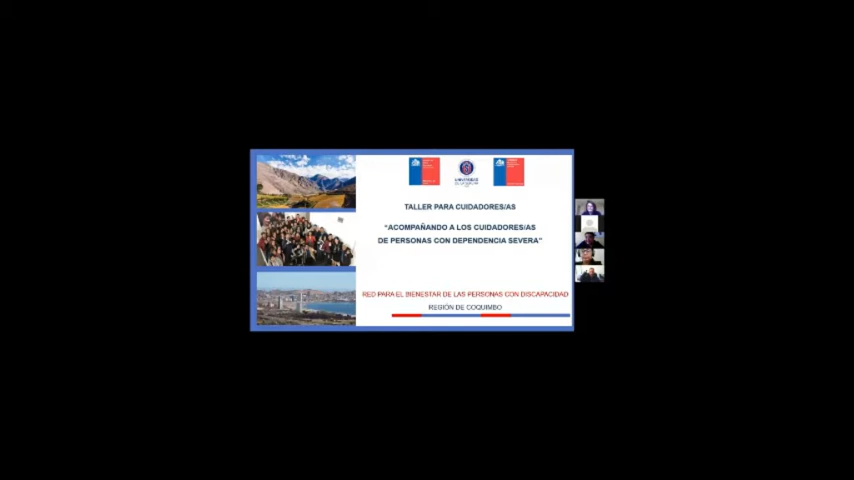 TALLER PARA CUIDADORES/AS
"ACOMPAÑANDO A LOS CUIDADORES/AS
DE PERSONAS CON DEPENDENCIA SEVERA"
RED PARA EL BIENESTAR DE LAS PERSONAS CON DISCAPACIDAD
REGIÓN DE COQUIMBO